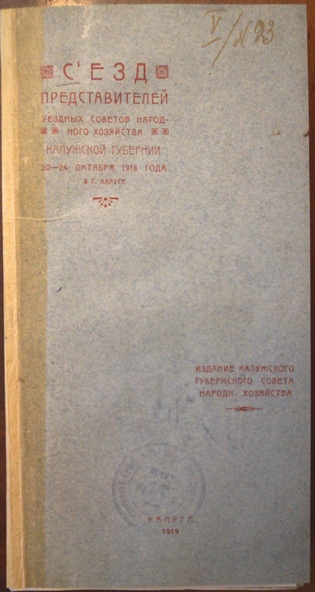 V/№23
С'ЕЗД
ПРЕДСТАВИТЕЛЕЙ
УЕЗДНЫХ СОВЕТОВ НАРОД-
НОГО ХОЗЯЙСТВА
КАЛУЖСКОЙ ГУБЕРНИИ
20—24 ОКТЯБРЯ 1918 ГОДА
В Г. КАЛУГЕ
ИЗДАНИЕ КАЛУЖСКОГО
ГУБЕРНСКОГО СОВЕТА
НАРОДН. ХОЗЯЙСТВА
КАЛУГА
1919